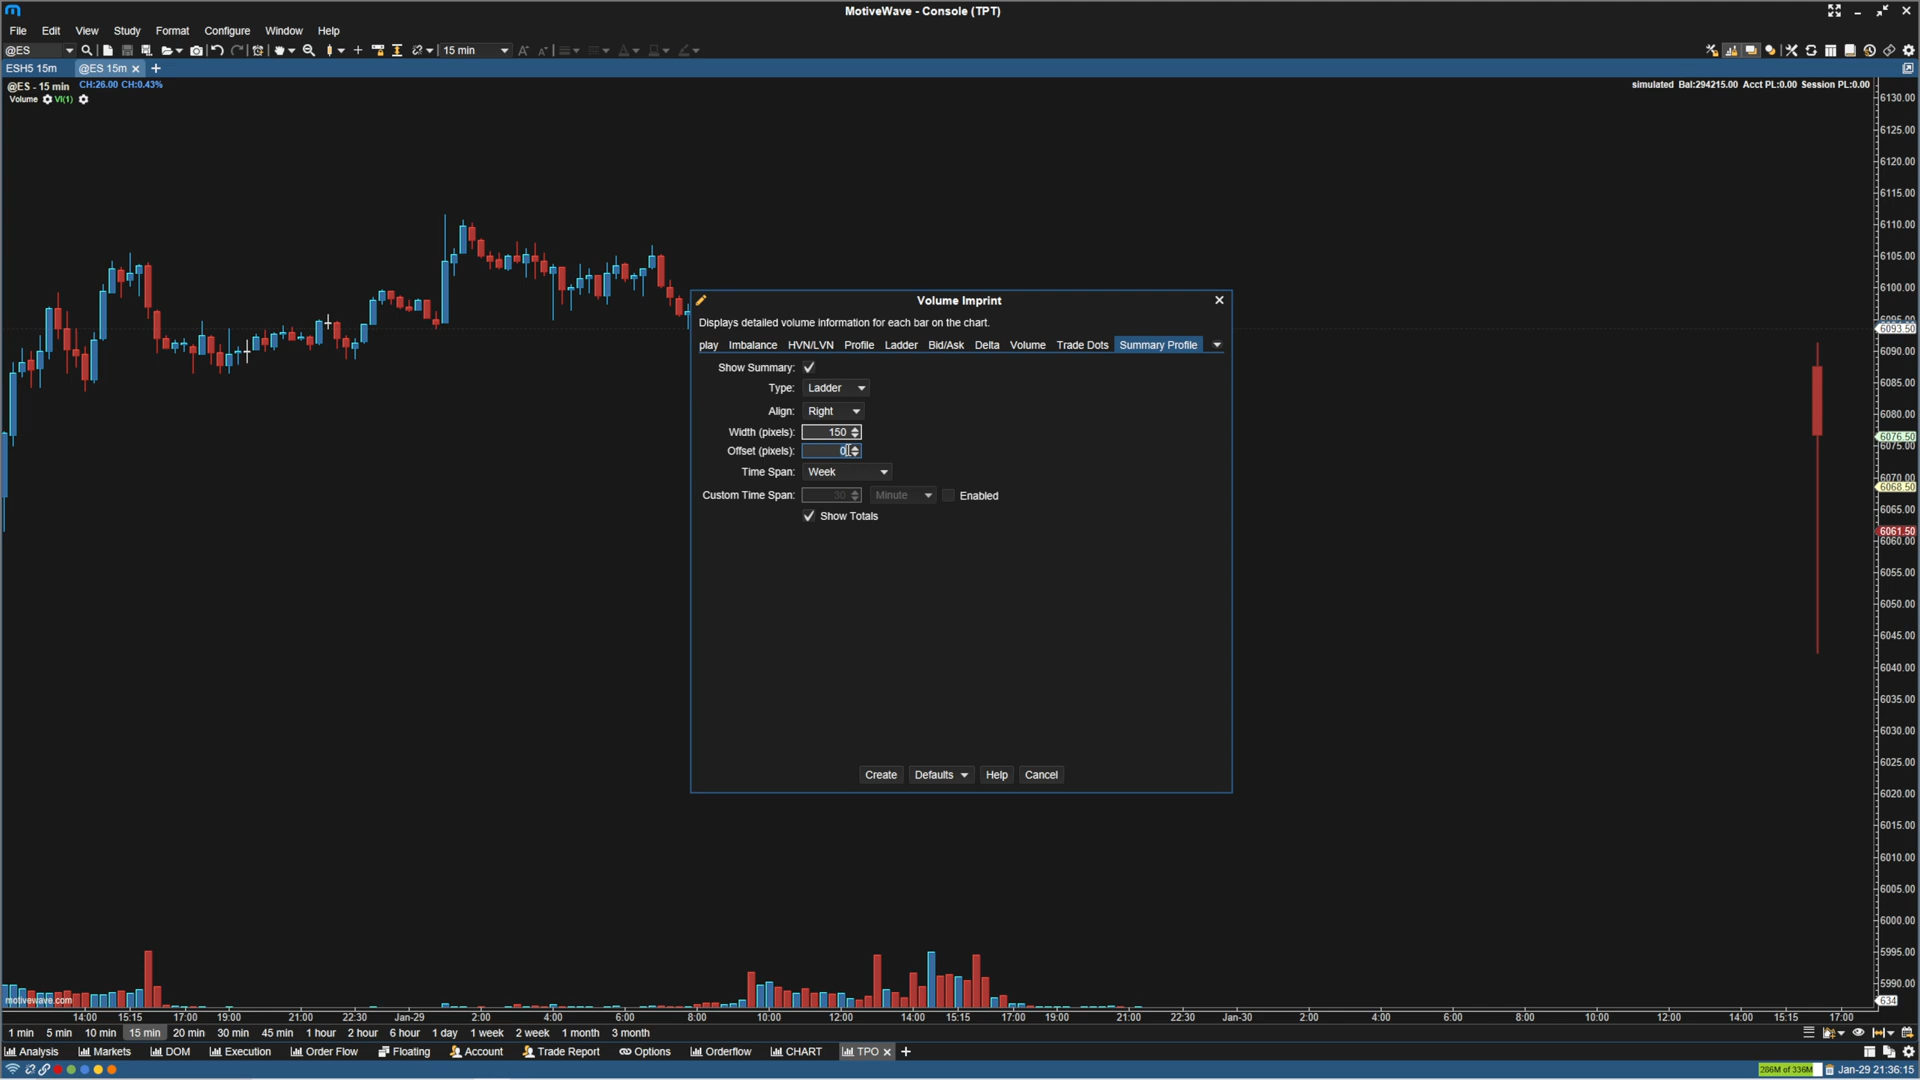 MotiveWave - Console (TPT)
File Edit View Study Format Configure Window Help
@ES 15 min
ESH5 15m @ES 15m
@ES - 15 min CH:26.00 CH:0.43%
simulated Bal:294215.00 Acct PL:0.00 Session PL:0.00
Volume VI(1)
6130.00
6125.00
6120.00
6115.00
6110.00
6105.00
6100.00
6095.00
6093.50
6090.00
6085.00
6080.00
6076.50
6075.00
6070.00
6068.50
6065.00
6061.50
6060.00
6055.00
6050.00
6045.00
6040.00
6035.00
6030.00
6025.00
6020.00
6015.00
6010.00
6005.00
6000.00
5995.00
5990.00
634
Volume Imprint
Displays detailed volume information for each bar on the chart.
play Imbalance HVN/LVN Profile Ladder Bid/Ask Delta Volume Trade Dots Summary Profile
Show Summary:
Type: Ladder
Align: Right
Width (pixels): 150
Offset (pixels): 0
Time Span: Week
Custom Time Span: 30 Minute Enabled
Show Totals
Create Defaults Help Cancel
motivewave.com
14:00 15:15 17:00 19:00 21:00 22:30 Jan-29 2:00 4:00 6:00 8:00 10:00 12:00 14:00 15:15 17:00 19:00 21:00 22:30 Jan-30 2:00 4:00 6:00 8:00 10:00 12:00 14:00 15:15 17:00
1 min 5 min 10 min 15 min 20 min 30 min 45 min 1 hour 2 hour 6 hour 1 day 1 week 2 week 1 month 3 month
Analysis Markets DOM Execution Order Flow Floating Account Trade Report Options Orderflow CHART TPO
286M of 336M Jan-29 21:36:15